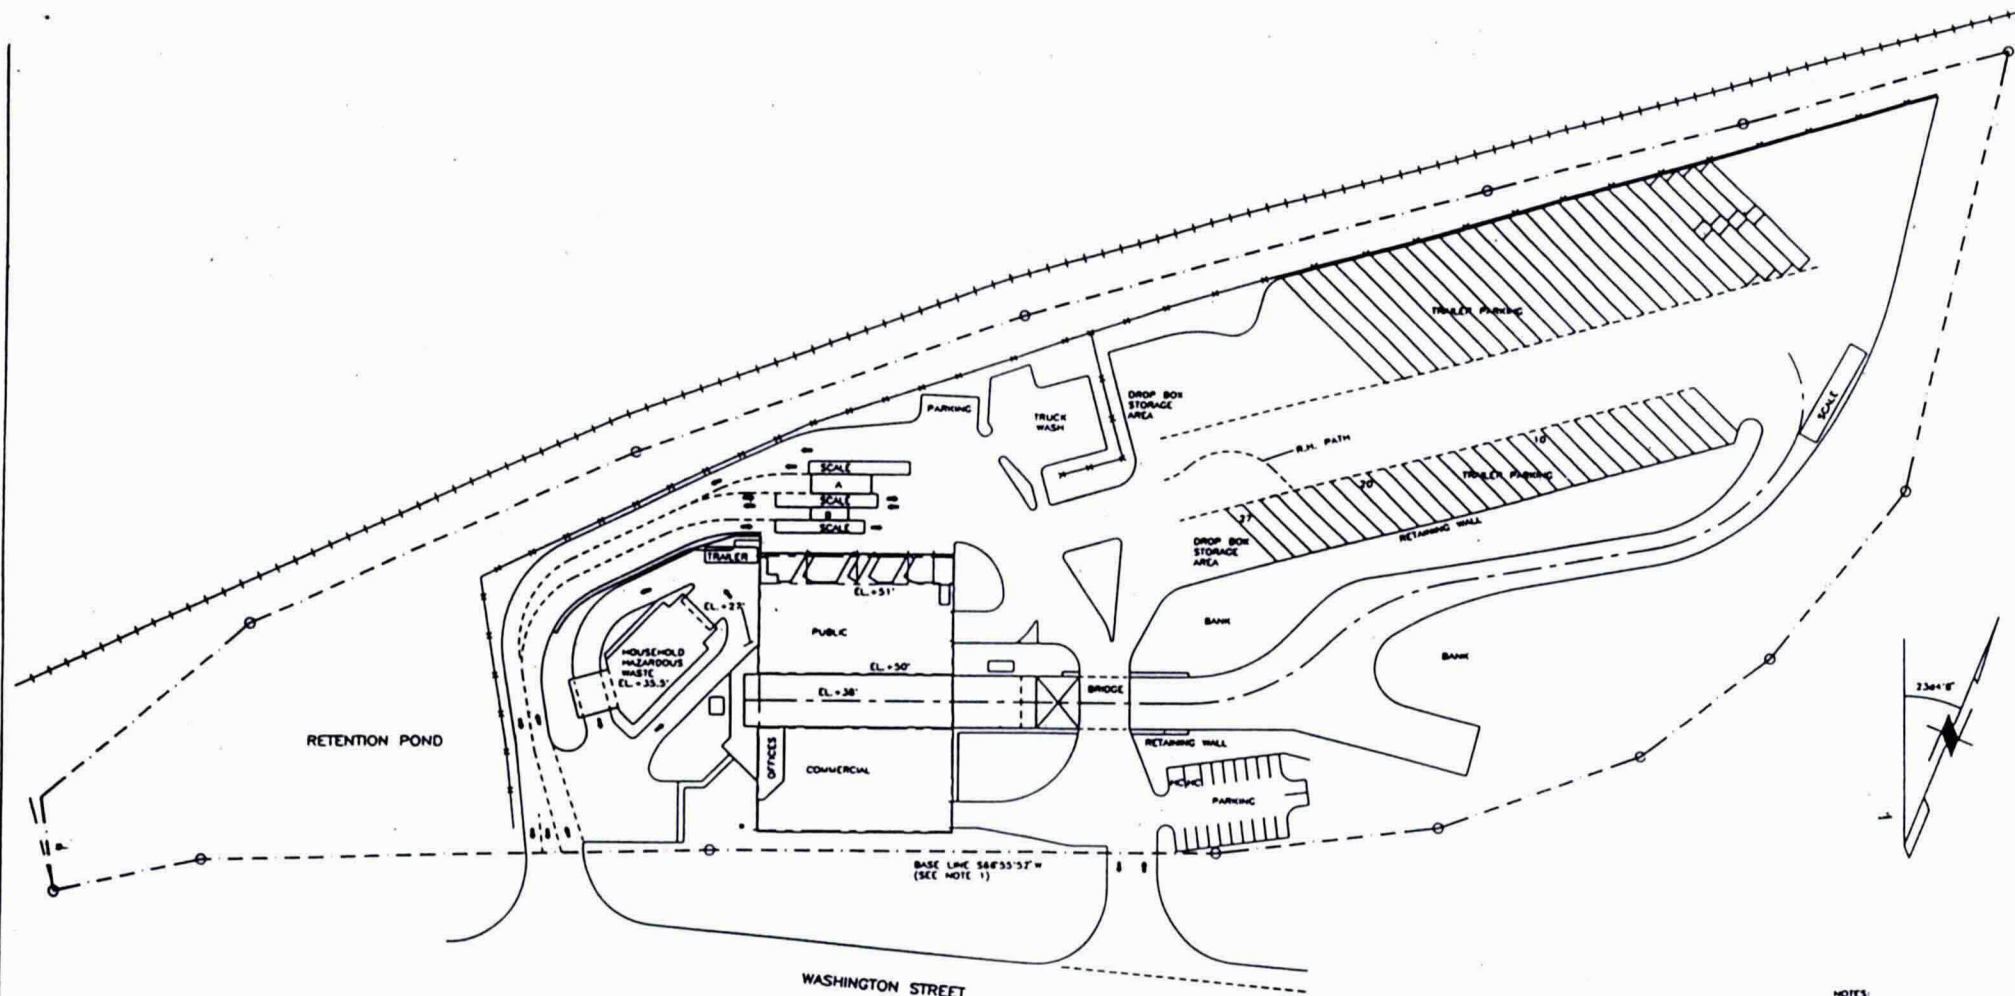 TRAILER PARKING
DROP BOX
STORAGE
AREA
PARKING
TRUCK
WASH
SCALE
R.H. PATH
10
TRAILER PARKING
20
27
SCALE
A
SCALE
B
SCALE
RETAINING WALL
DROP BOX
STORAGE
AREA
TRAILER
EL.+51'
EL.+27'
PUBLIC
BANK
HOUSEHOLD
HAZARDOUS
WASTE
EL.+35.5'
EL.+50'
BANK
EL.+38'
BRIDGE
RETENTION POND
RETAINING WALL
OFFICES
COMMERCIAL
PARKING
BASE LINE S66°55'52" W
(SEE NOTE 1)
WASHINGTON STREET
NOTES: